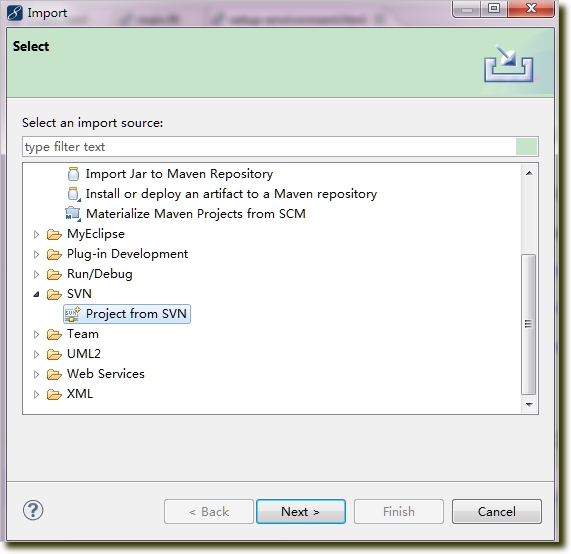 Import
Select
Select an import source:
type filter text
Import Jar to Maven Repository
Install or deploy an artifact to a Maven repository
Materialize Maven Projects from SCM
MyEclipse
Plug-in Development
Run/Debug
SVN
Project from SVN
Team
UML2
Web Services
XML
< Back
Next >
Finish
Cancel